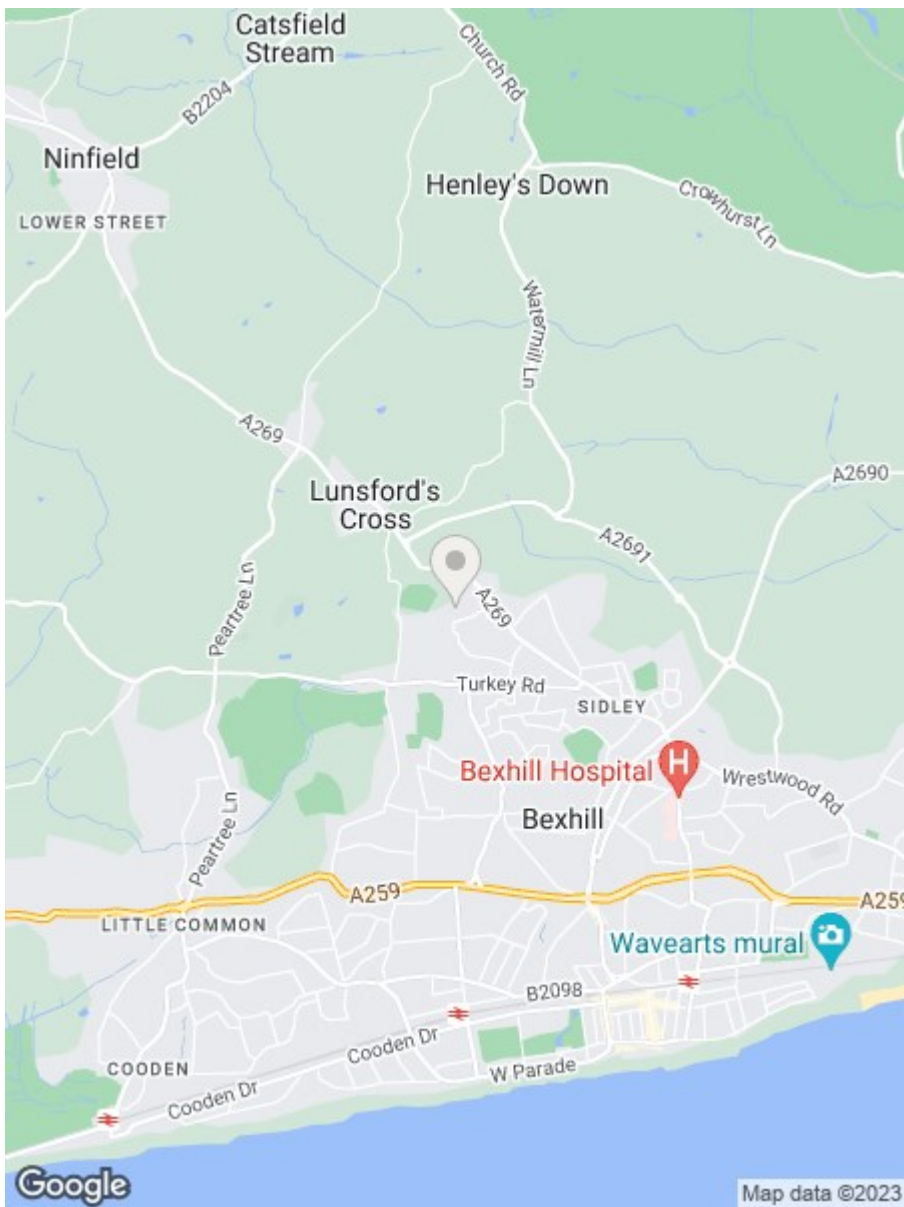 Catsfield
Stream
Church Rd
B2204
Ninfield
Henley's Down
LOWER STREET
Crowhurst Ln
Watermill Ln
A269
A2690
Lunsford's
Cross
A2691
Peartree Ln
A269
Turkey Rd
SIDLEY
Bexhill Hospital
H
Wrestwood Rd
Peartree Ln
Bexhill
A259
A259
LITTLE COMMON
Wavearts mural
B2098
Cooden Dr
COODEN
W Parade
Cooden Dr
Google
Map data ©2023